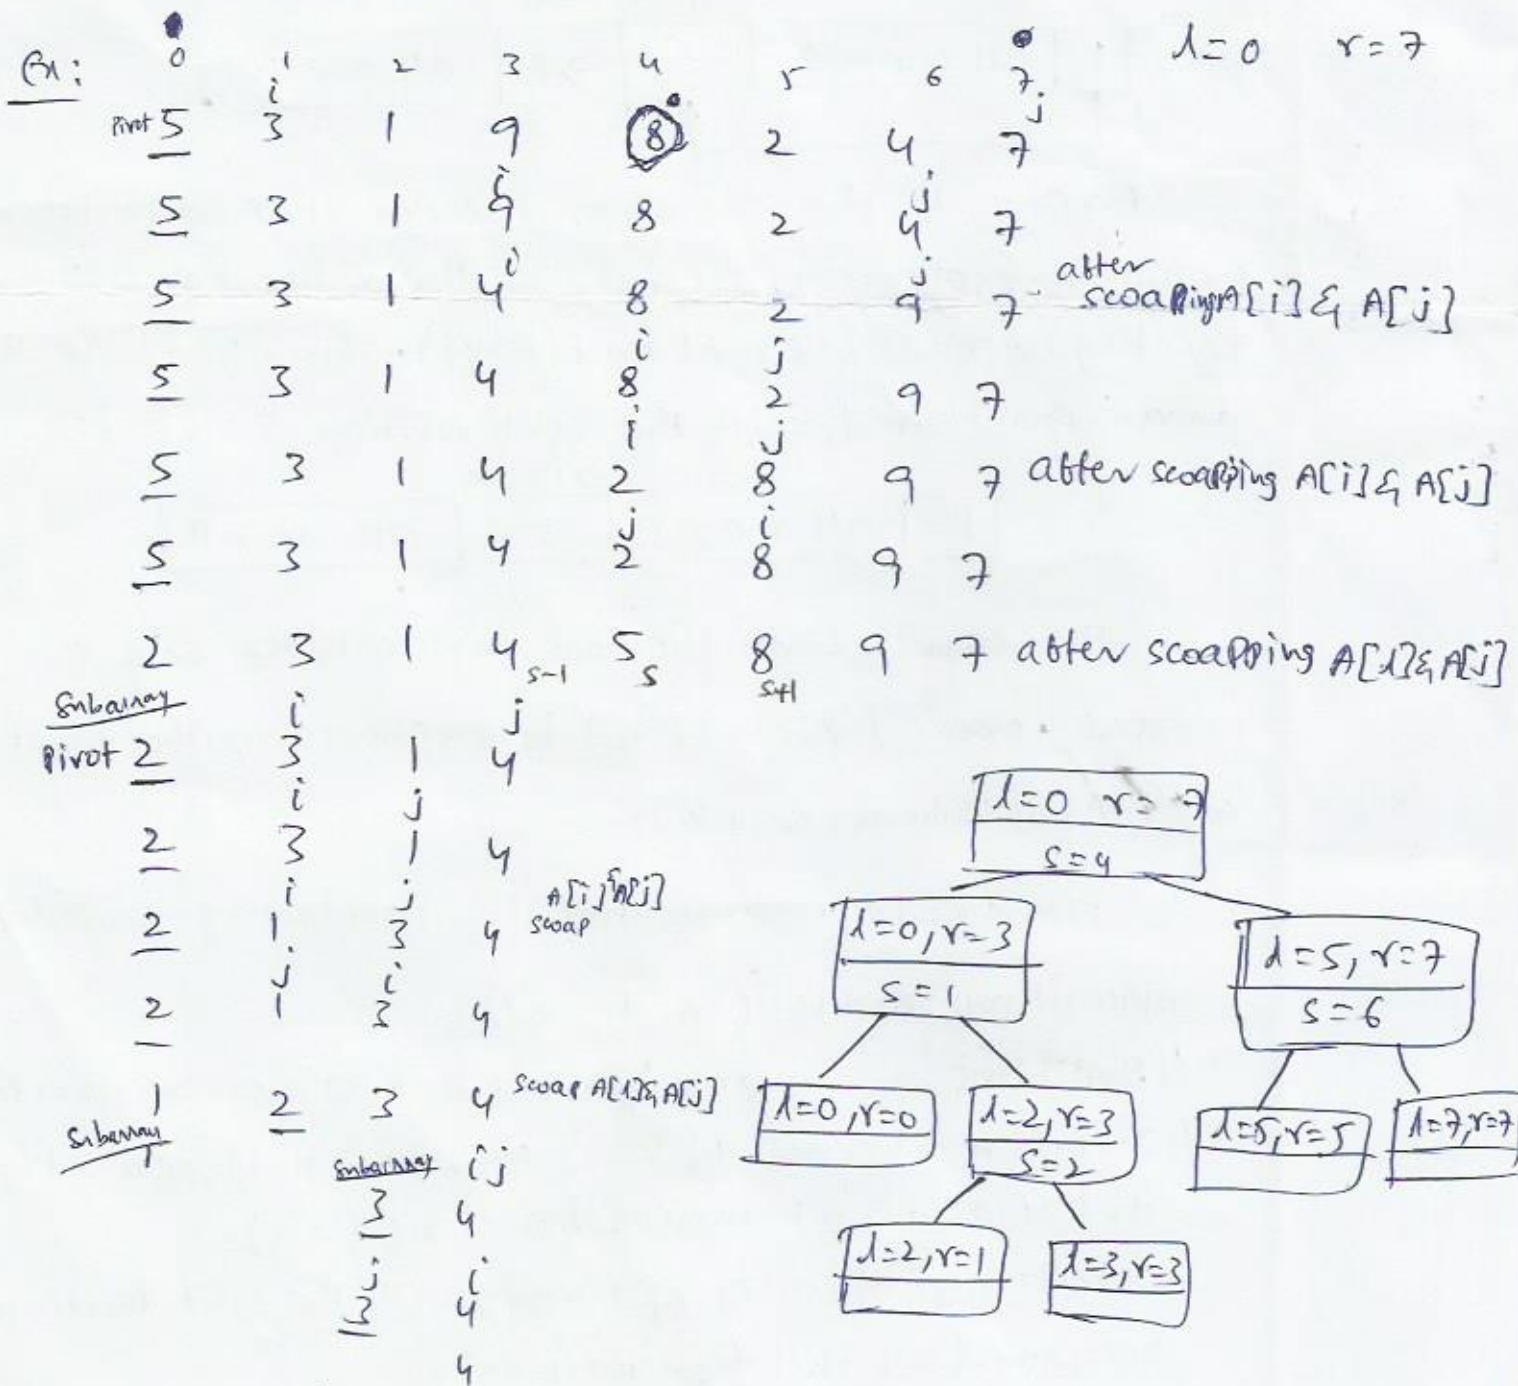 Ex: 0 1 2 3 4 5 6 7 l=0 r=7
i j
Pivot 5 3 1 9 8 2 4 7
i j
5 3 1 9 8 2 4 7
i j
5 3 1 4 8 2 9 7 after swapping A[i] & A[j]
i j
5 3 1 4 8 2 9 7
i j
5 3 1 4 2 8 9 7 after swapping A[i] & A[j]
j i
5 3 1 4 2 8 9 7
2 3 1 4 s-1 5 s 8 s+1 9 7 after swapping A[l] & A[j]
Subarray i j
Pivot 2 3 1 4
i j
2 3 1 4
i j
2 1 3 4 A[i] & A[j] swap
j i
2 1 3 4
1 2 3 4 swap A[l] & A[j]
Subarray
1
Subarray i j
3 4
j i
3 4
4
l=0 r=7
s=4
l=0, r=3
s=1
l=5, r=7
s=6
l=0, r=0
l=2, r=3
s=2
l=5, r=5
l=7, r=7
l=2, r=1
l=3, r=3